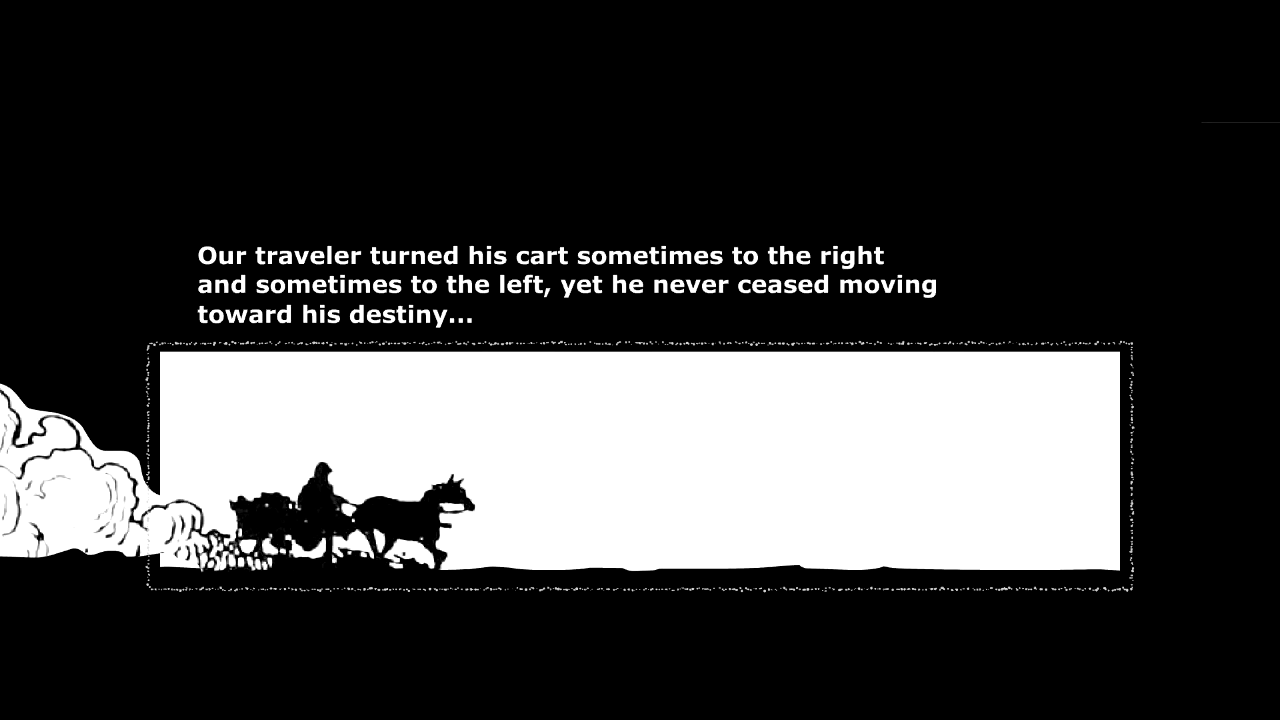 Our traveler turned his cart sometimes to the right
and sometimes to the left, yet he never ceased moving
toward his destiny...